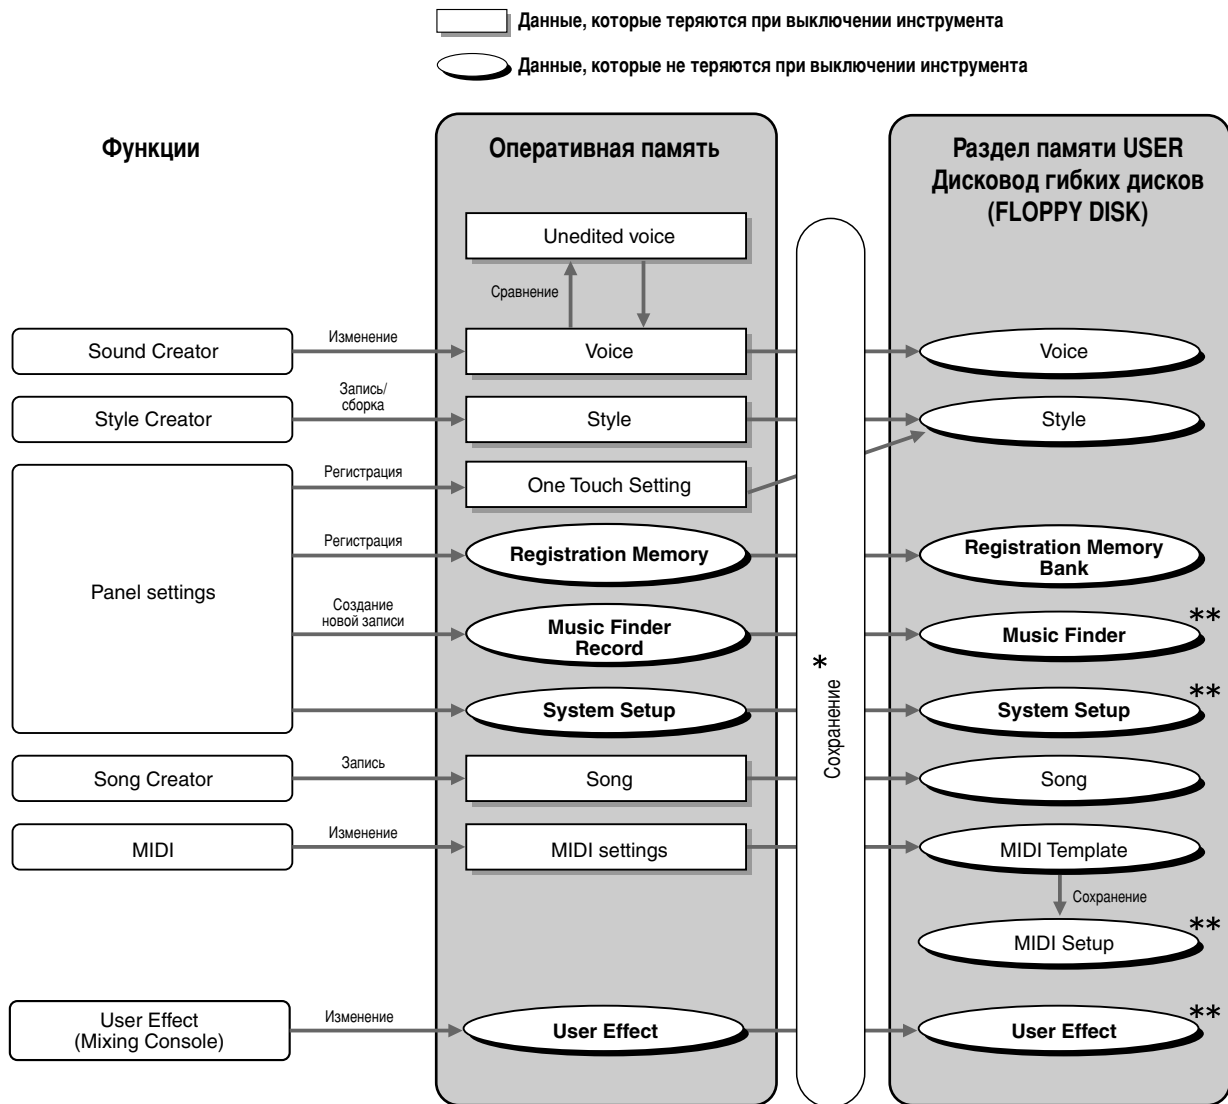 Данные, которые теряются при выключении инструмента
Данные, которые не теряются при выключении инструмента
Функции
Оперативная память
Раздел памяти USER
Дисковод гибких дисков
(FLOPPY DISK)
Unedited voice
Сравнение
Sound Creator
Изменение
Voice
Voice
Style Creator
Запись/
сборка
Style
Style
Panel settings
Регистрация
One Touch Setting
Регистрация
Registration Memory
Registration Memory
Bank
Создание
новой записи
Music Finder
Record
Music Finder
**
System Setup
System Setup
**
Сохранение *
Song Creator
Запись
Song
Song
MIDI
Изменение
MIDI settings
MIDI Template
Сохранение
MIDI Setup
**
User Effect
(Mixing Console)
Изменение
User Effect
User Effect
**